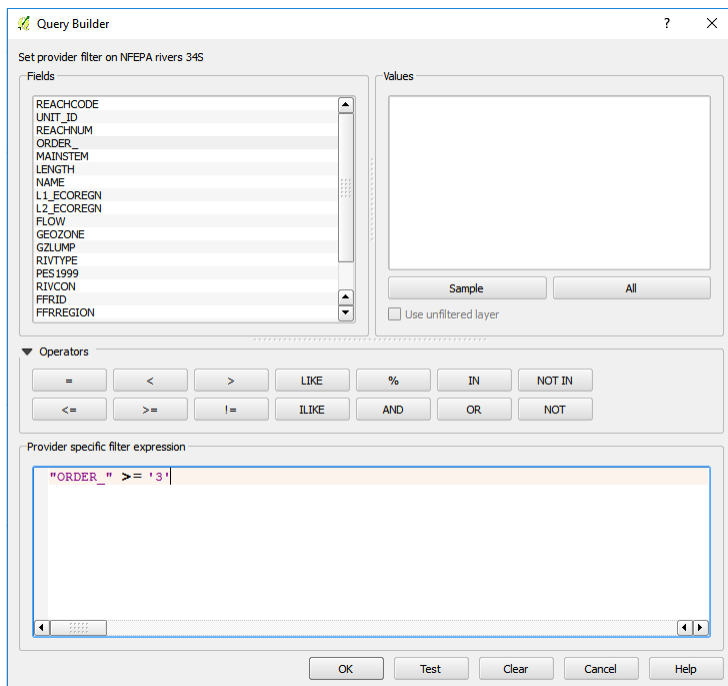 Query Builder ? X
Set provider filter on NFEPA rivers 34S
Fields
REACHCODE
UNIT_ID
REACHNUM
ORDER_
MAINSTEM
LENGTH
NAME
L1_ECOREGN
L2_ECOREGN
FLOW
GEOZONE
GZLUMP
RIVTYPE
PES1999
RIVCON
FFRID
FFRREGION
Values
Sample All
Use unfiltered layer
Operators
= < > LIKE % IN NOT IN
<= >= != ILIKE AND OR NOT
Provider specific filter expression
"ORDER_" >= '3'
OK Test Clear Cancel Help